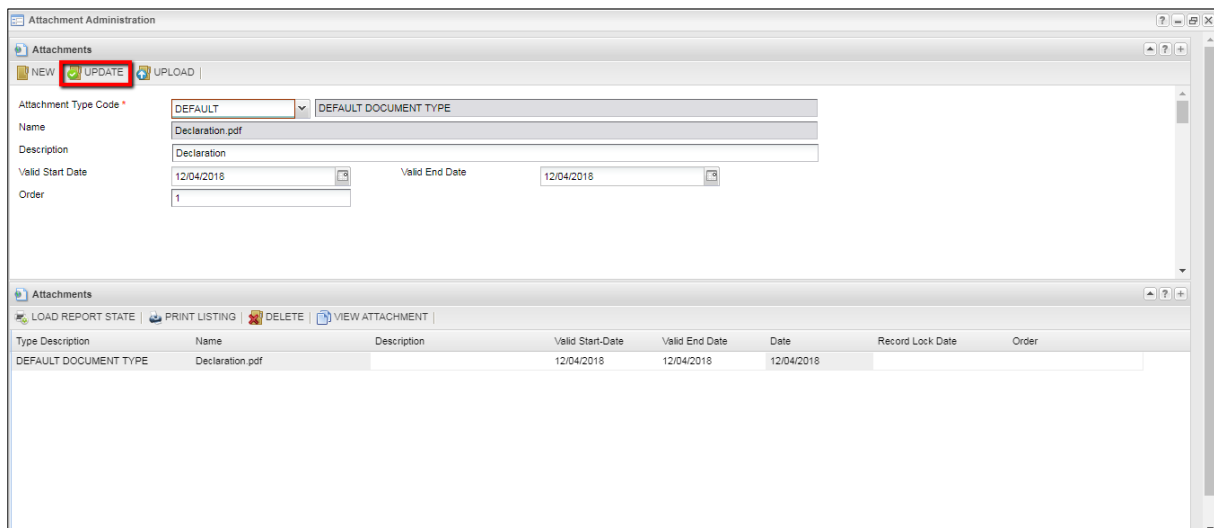 Attachment Administration
Attachments
NEW UPDATE UPLOAD |
Attachment Type Code * DEFAULT DEFAULT DOCUMENT TYPE
Name Declaration.pdf
Description Declaration
Valid Start Date 12/04/2018 Valid End Date 12/04/2018
Order 1
Attachments
LOAD REPORT STATE | PRINT LISTING | DELETE | VIEW ATTACHMENT |
Type Description Name Description Valid Start-Date Valid End Date Date Record Lock Date Order
DEFAULT DOCUMENT TYPE Declaration.pdf 12/04/2018 12/04/2018 12/04/2018